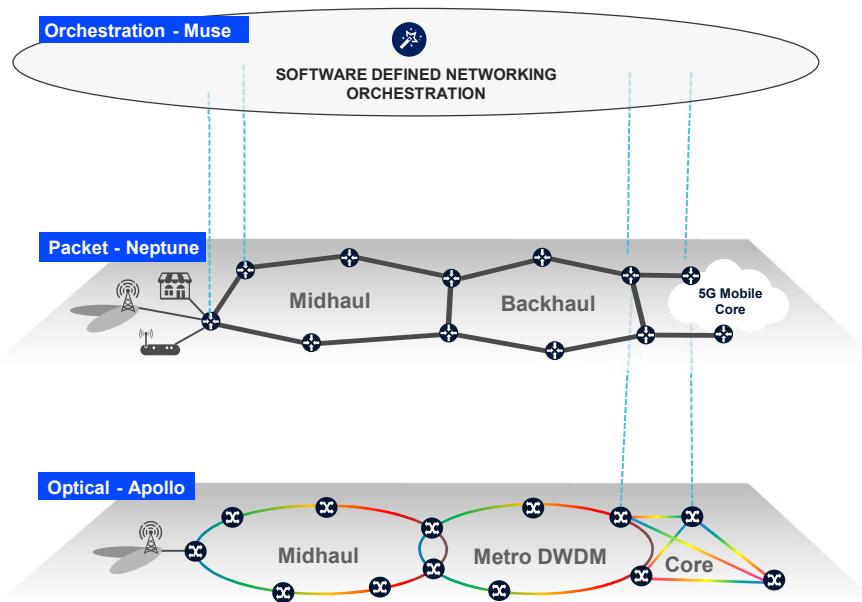 Orchestration - Muse
SOFTWARE DEFINED NETWORKING
ORCHESTRATION
Packet - Neptune
Midhaul
Backhaul
5G Mobile
Core
Optical - Apollo
Midhaul
Metro DWDM
Core